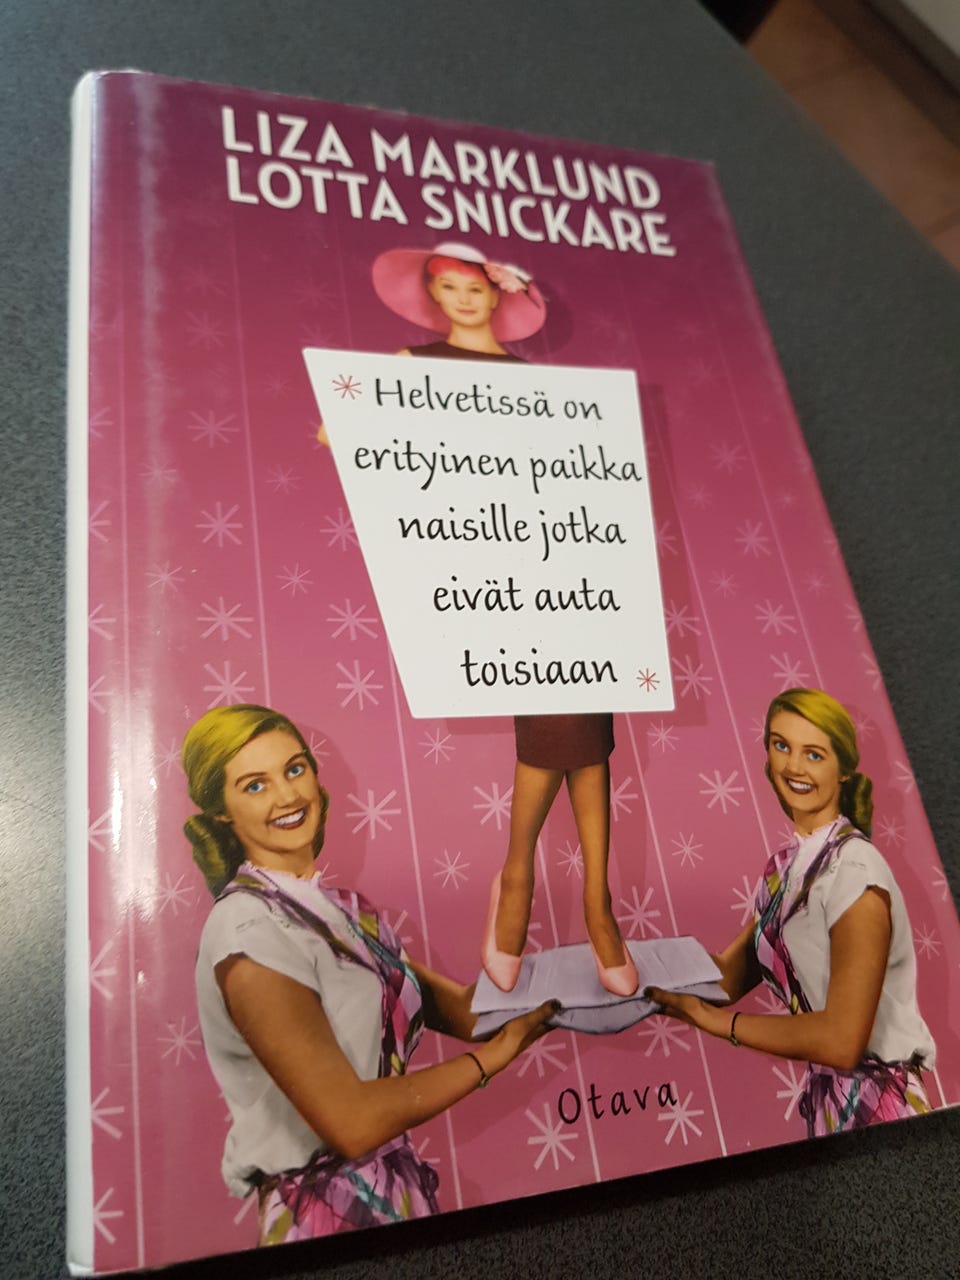 LIZA MARKLUND
LOTTA SNICKARE
Helvetissä on
erityinen paikka
naisille jotka
eivät auta
toisiaan
Otava